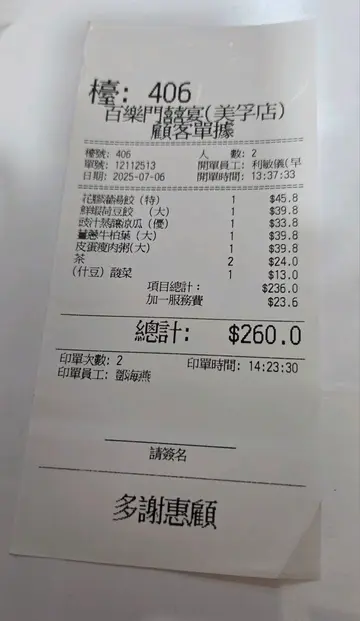 檯: 406
百樂門囍宴(美孚店)
顧客單據
檯號: 406 人 數: 2
單號: 12112513 開單員工: 利敏儀(早
日期: 2025-07-06 開單時間: 13:37:33
花膠灌湯餃(特) 1 $45.8
鮮蝦荷豆餃 (大) 1 $39.8
豉汁蒸釀涼瓜(優) 1 $33.8
薑蔥牛柏葉(大) 1 $39.8
皮蛋瘦肉粥(大) 1 $39.8
茶 2 $24.0
(什豆) 酸菜 1 $13.0
項目總計: $236.0
加一服務費 $23.6
總計: $260.0
印單次數: 2 印單時間: 14:23:30
印單員工: 鄧海燕
請簽名
多謝惠顧